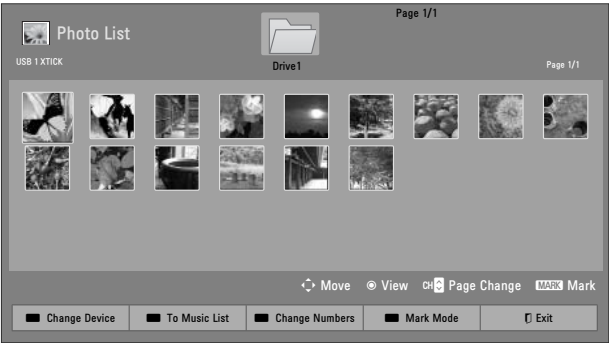 Page 1/1
Photo List
USB 1 XTICK
Drive1
Page 1/1
Move View CH Page Change MARK Mark
Change Device To Music List Change Numbers Mark Mode Exit